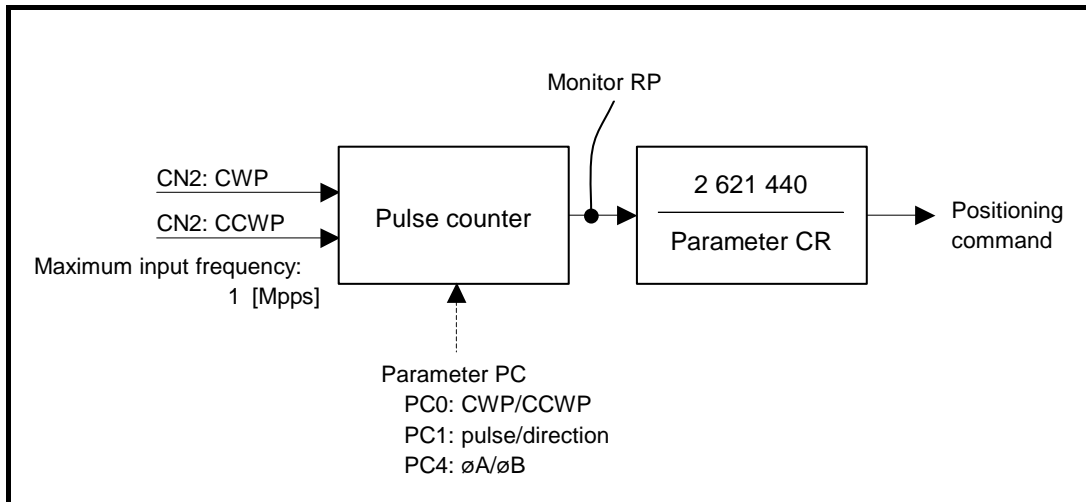 Monitor RP
CN2: CWP
CN2: CCWP
Maximum input frequency:
1 [Mpps]
Pulse counter
2 621 440
Parameter CR
Positioning
command
Parameter PC
PC0: CWP/CCWP
PC1: pulse/direction
PC4: øA/øB